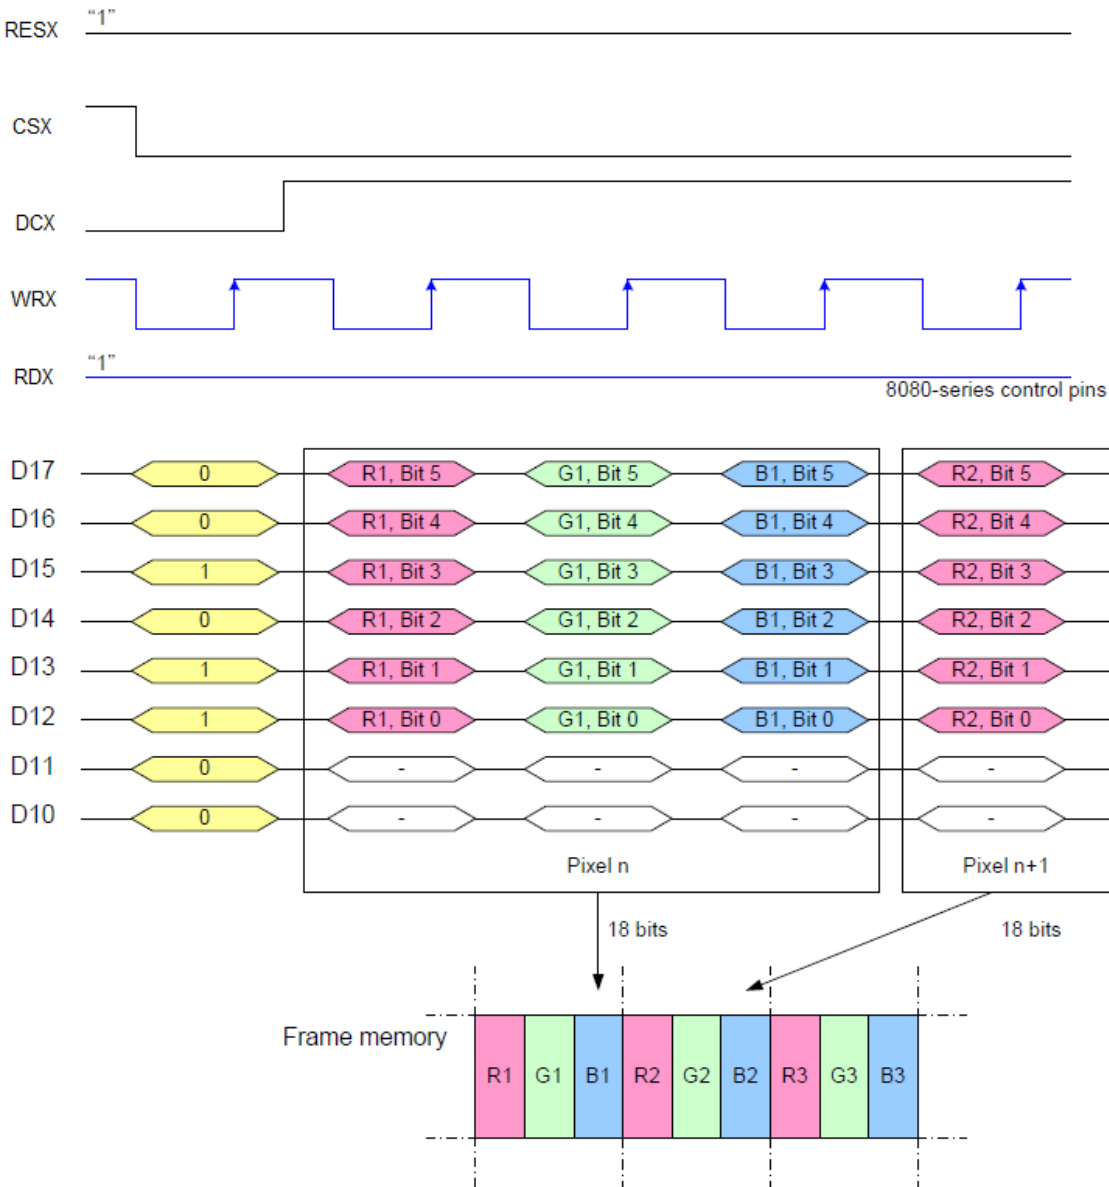 RESX “1”
CSX
DCX
WRX
RDX “1”
8080-series control pins
D17 0 R1, Bit 5 G1, Bit 5 B1, Bit 5 R2, Bit 5
D16 0 R1, Bit 4 G1, Bit 4 B1, Bit 4 R2, Bit 4
D15 1 R1, Bit 3 G1, Bit 3 B1, Bit 3 R2, Bit 3
D14 0 R1, Bit 2 G1, Bit 2 B1, Bit 2 R2, Bit 2
D13 1 R1, Bit 1 G1, Bit 1 B1, Bit 1 R2, Bit 1
D12 1 R1, Bit 0 G1, Bit 0 B1, Bit 0 R2, Bit 0
D11 0 - - - -
D10 0 - - - -
Pixel n Pixel n+1
18 bits 18 bits
Frame memory
R1 G1 B1 R2 G2 B2 R3 G3 B3